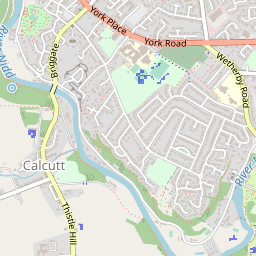 York Place
York Road
Wetherby Road
Briggate
River Nidd
Calcutt
Thistle Hill
River N